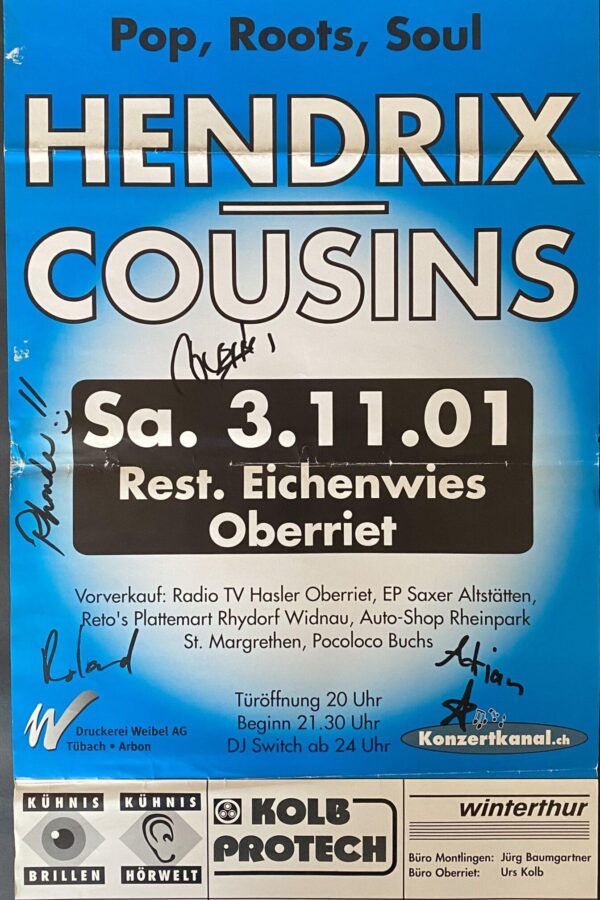 Pop, Roots, Soul
HENDRIX
COUSINS
Sa. 3.11.01
Rest. Eichenwies
Oberriet
Vorverkauf: Radio TV Hasler Oberriet, EP Saxer Altstätten,
Reto's Plattemart Rhydorf Widnau, Auto-Shop Rheinpark
St. Margrethen, Pocoloco Buchs
Roland
Adrian
Türöffnung 20 Uhr
Beginn 21.30 Uhr
DJ Switch ab 24 Uhr
W Druckerei Weibel AG
Tübach • Arbon
Konzertkanal.ch
KÜHNIS
BRILLEN
KÜHNIS
HÖRWELT
KOLB
PROTECH
winterthur
Büro Montlingen: Jürg Baumgartner
Büro Oberriet: Urs Kolb